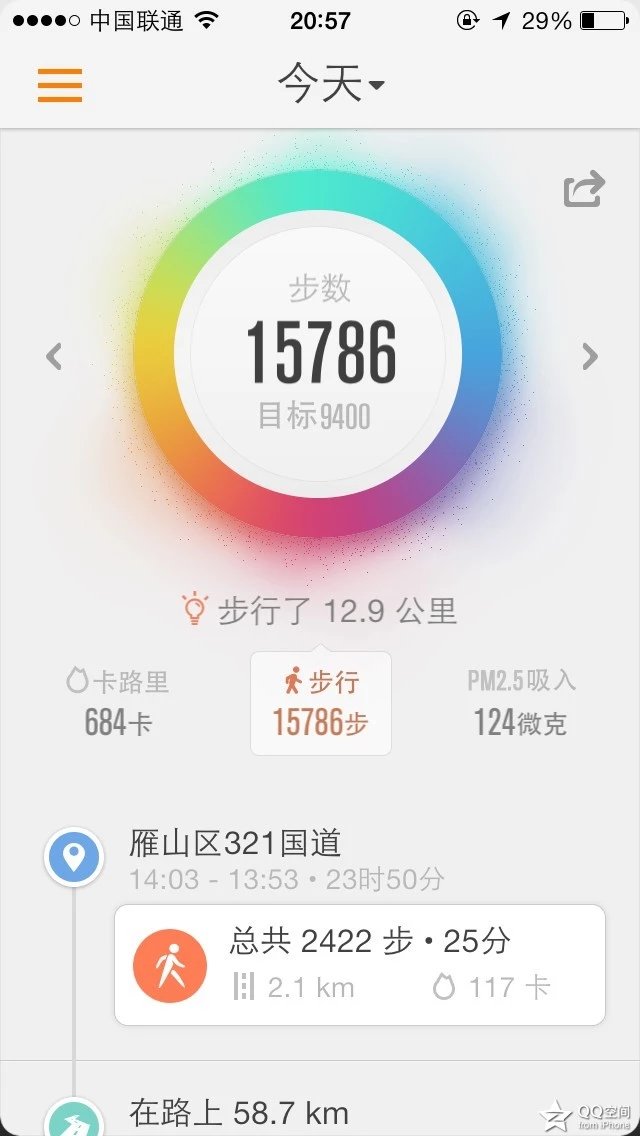 中国联通 20:57 29%
今天
步数
15786
目标9400
步行了 12.9 公里
卡路里 步行 PM2.5吸入
684卡 15786步 124微克
雁山区321国道
14:03 - 13:53 • 23时50分
总共 2422 步 • 25分
2.1 km 117 卡
在路上 58.7 km
QQ空间
from iPhone